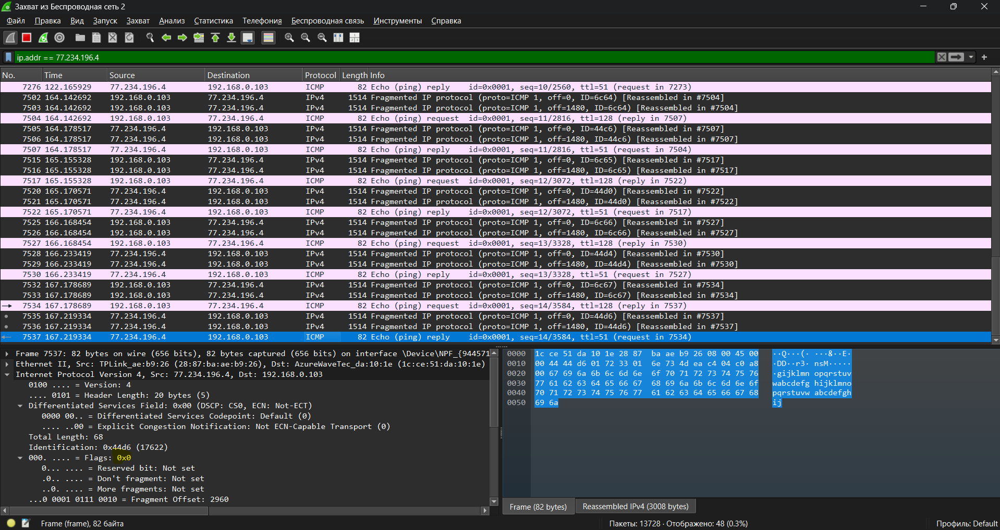 Захват из Беспроводная сеть 2
Файл Правка Вид Запуск Захват Анализ Статистика Телефония Беспроводная связь Инструменты Справка
ip.addr == 77.234.196.4
No. Time Source Destination Protocol Length Info
7276 122.165929 77.234.196.4 192.168.0.103 ICMP 82 Echo (ping) reply id=0x0001, seq=10/2560, ttl=51 (request in 7273)
7502 164.142692 192.168.0.103 77.234.196.4 IPv4 1514 Fragmented IP protocol (proto=ICMP 1, off=0, ID=6c64) [Reassembled in #7504]
7503 164.142692 192.168.0.103 77.234.196.4 IPv4 1514 Fragmented IP protocol (proto=ICMP 1, off=1480, ID=6c64) [Reassembled in #7504]
7504 164.142692 192.168.0.103 77.234.196.4 ICMP 82 Echo (ping) request id=0x0001, seq=11/2816, ttl=128 (reply in 7507)
7505 164.178517 77.234.196.4 192.168.0.103 IPv4 1514 Fragmented IP protocol (proto=ICMP 1, off=0, ID=44c6) [Reassembled in #7507]
7506 164.178517 77.234.196.4 192.168.0.103 IPv4 1514 Fragmented IP protocol (proto=ICMP 1, off=1480, ID=44c6) [Reassembled in #7507]
7507 164.178517 77.234.196.4 192.168.0.103 ICMP 82 Echo (ping) reply id=0x0001, seq=11/2816, ttl=51 (request in 7504)
7515 165.155328 192.168.0.103 77.234.196.4 IPv4 1514 Fragmented IP protocol (proto=ICMP 1, off=0, ID=6c65) [Reassembled in #7517]
7516 165.155328 192.168.0.103 77.234.196.4 IPv4 1514 Fragmented IP protocol (proto=ICMP 1, off=1480, ID=6c65) [Reassembled in #7517]
7517 165.155328 192.168.0.103 77.234.196.4 ICMP 82 Echo (ping) request id=0x0001, seq=12/3072, ttl=128 (reply in 7522)
7520 165.170571 77.234.196.4 192.168.0.103 IPv4 1514 Fragmented IP protocol (proto=ICMP 1, off=0, ID=44d0) [Reassembled in #7522]
7521 165.170571 77.234.196.4 192.168.0.103 IPv4 1514 Fragmented IP protocol (proto=ICMP 1, off=1480, ID=44d0) [Reassembled in #7522]
7522 165.170571 77.234.196.4 192.168.0.103 ICMP 82 Echo (ping) reply id=0x0001, seq=12/3072, ttl=51 (request in 7517)
7525 166.168454 192.168.0.103 77.234.196.4 IPv4 1514 Fragmented IP protocol (proto=ICMP 1, off=0, ID=6c66) [Reassembled in #7527]
7526 166.168454 192.168.0.103 77.234.196.4 IPv4 1514 Fragmented IP protocol (proto=ICMP 1, off=1480, ID=6c66) [Reassembled in #7527]
7527 166.168454 192.168.0.103 77.234.196.4 ICMP 82 Echo (ping) request id=0x0001, seq=13/3328, ttl=128 (reply in 7530)
7528 166.233419 77.234.196.4 192.168.0.103 IPv4 1514 Fragmented IP protocol (proto=ICMP 1, off=0, ID=44d4) [Reassembled in #7530]
7529 166.233419 77.234.196.4 192.168.0.103 IPv4 1514 Fragmented IP protocol (proto=ICMP 1, off=1480, ID=44d4) [Reassembled in #7530]
7530 166.233419 77.234.196.4 192.168.0.103 ICMP 82 Echo (ping) reply id=0x0001, seq=13/3328, ttl=51 (request in 7527)
7532 167.178689 192.168.0.103 77.234.196.4 IPv4 1514 Fragmented IP protocol (proto=ICMP 1, off=0, ID=6c67) [Reassembled in #7534]
7533 167.178689 192.168.0.103 77.234.196.4 IPv4 1514 Fragmented IP protocol (proto=ICMP 1, off=1480, ID=6c67) [Reassembled in #7534]
7534 167.178689 192.168.0.103 77.234.196.4 ICMP 82 Echo (ping) request id=0x0001, seq=14/3584, ttl=128 (reply in 7537)
7535 167.219334 77.234.196.4 192.168.0.103 IPv4 1514 Fragmented IP protocol (proto=ICMP 1, off=0, ID=44d6) [Reassembled in #7537]
7536 167.219334 77.234.196.4 192.168.0.103 IPv4 1514 Fragmented IP protocol (proto=ICMP 1, off=1480, ID=44d6) [Reassembled in #7537]
7537 167.219334 77.234.196.4 192.168.0.103 ICMP 82 Echo (ping) reply id=0x0001, seq=14/3584, ttl=51 (request in 7534)
Frame 7537: 82 bytes on wire (656 bits), 82 bytes captured (656 bits) on interface \Device\NPF_{944571
Ethernet II, Src: TPLink_ae:b9:26 (28:87:ba:ae:b9:26), Dst: AzureWaveTec_da:10:1e (1c:ce:51:da:10:1e)
Internet Protocol Version 4, Src: 77.234.196.4, Dst: 192.168.0.103
0100 .... = Version: 4
.... 0101 = Header Length: 20 bytes (5)
Differentiated Services Field: 0x00 (DSCP: CS0, ECN: Not-ECT)
0000 00.. = Differentiated Services Codepoint: Default (0)
.... ..00 = Explicit Congestion Notification: Not ECN-Capable Transport (0)
Total Length: 68
Identification: 0x44d6 (17622)
000. .... = Flags: 0x0
0... .... = Reserved bit: Not set
.0.. .... = Don't fragment: Not set
..0. .... = More fragments: Not set
...0 0001 0111 0010 = Fragment Offset: 2960
0000 1c ce 51 da 10 1e 28 87 ba ae b9 26 08 00 45 00 ··Q···(· ···&··E·
0010 00 44 44 d6 01 72 33 01 6e 73 4d ea c4 04 c0 a8 ·DD··r3· nsM·····
0020 00 67 69 6a 6b 6c 6d 6e 6f 70 71 72 73 74 75 76 ·gijklmn opqrstuv
0030 77 61 62 63 64 65 66 67 68 69 6a 6b 6c 6d 6e 6f wabcdefg hijklmno
0040 70 71 72 73 74 75 76 77 61 62 63 64 65 66 67 68 pqrstuvw abcdefgh
0050 69 6a ij
Frame (82 bytes) Reassembled IPv4 (3008 bytes)
Frame (frame), 82 байта Пакеты: 13728 · Отображено: 48 (0.3%) Профиль: Default